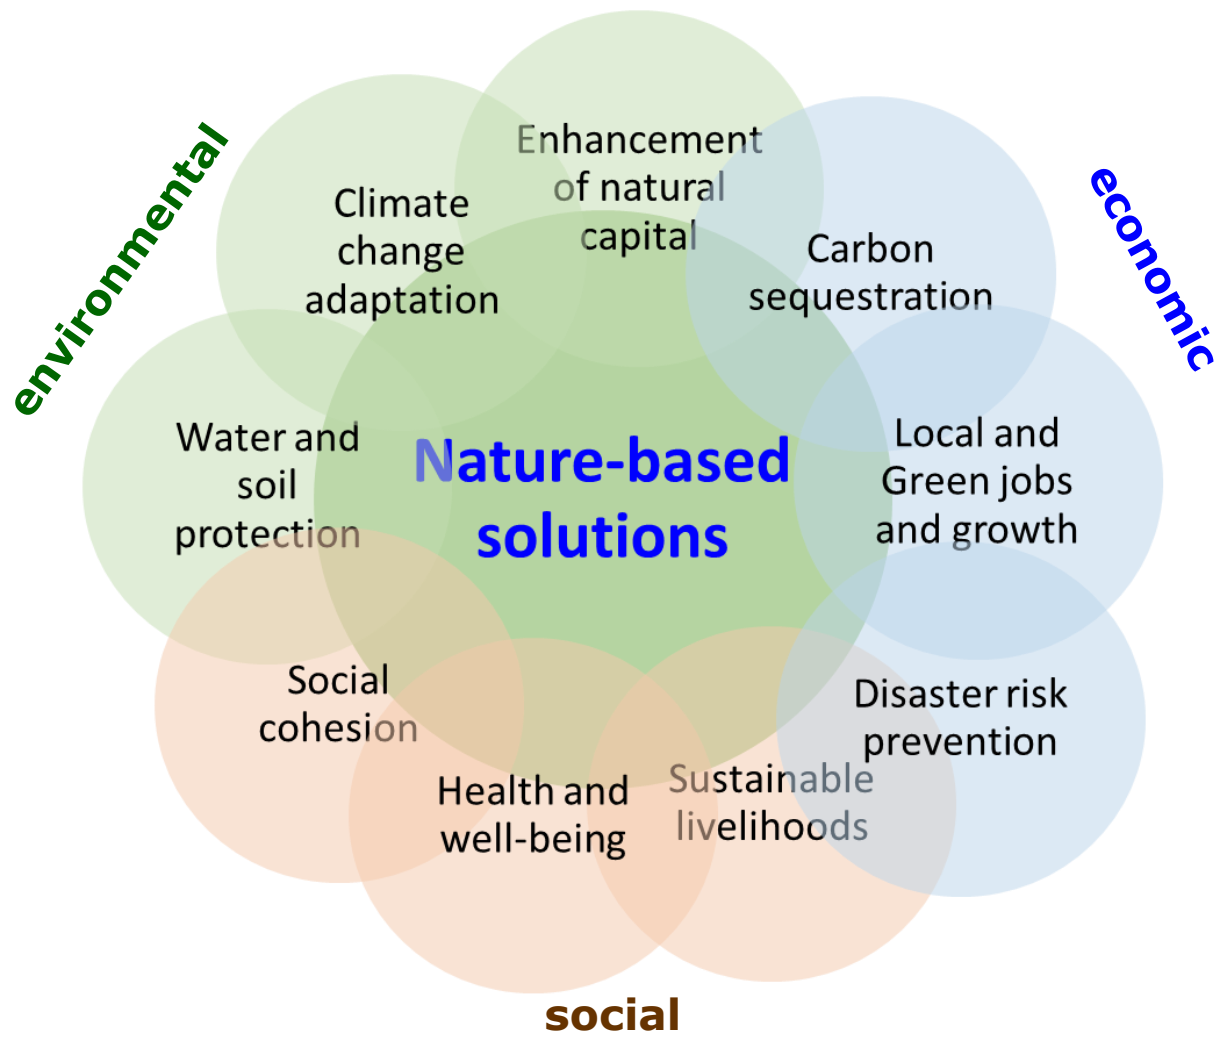 environmental
economic
Enhancement
of natural
capital
Climate
change
adaptation
Carbon
sequestration
Water and
soil
protection
Nature-based
solutions
Local and
Green jobs
and growth
Social
cohesion
Disaster risk
prevention
Health and
well-being
Sustainable
livelihoods
social